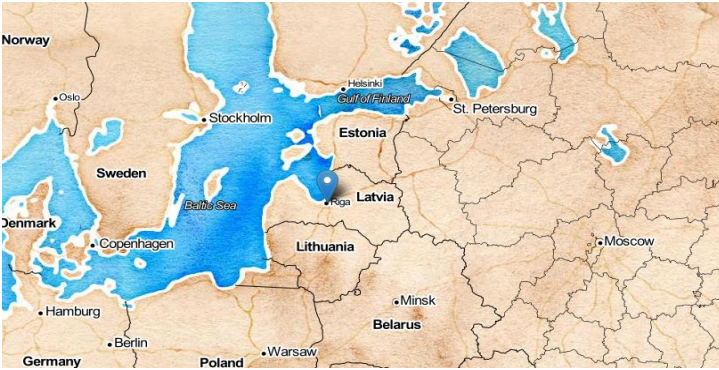 Norway
Helsinki
Oslo
Gulf of Finland
St. Petersburg
Stockholm
Estonia
Sweden
Riga
Latvia
Baltic Sea
Denmark
Copenhagen
Lithuania
Moscow
Minsk
Hamburg
Belarus
Berlin
Warsaw
Germany
Poland